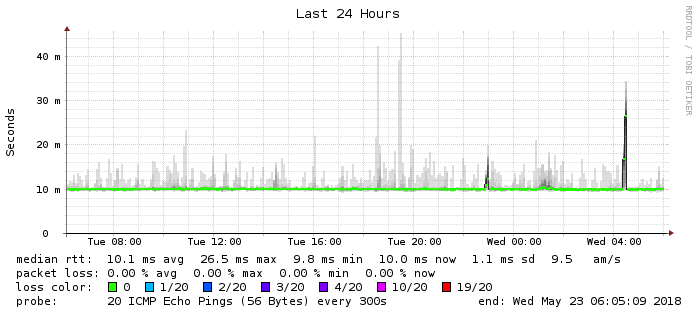 Last 24 Hours
RRDTOOL / TOBI OETIKER
Seconds
40 m
30 m
20 m
10 m
0
Tue 08:00 Tue 12:00 Tue 16:00 Tue 20:00 Wed 00:00 Wed 04:00
median rtt: 10.1 ms avg 26.5 ms max 9.8 ms min 10.0 ms now 1.1 ms sd 9.5 am/s
packet loss: 0.00 % avg 0.00 % max 0.00 % min 0.00 % now
loss color: 0 1/20 2/20 3/20 4/20 10/20 19/20
probe: 20 ICMP Echo Pings (56 Bytes) every 300s end: Wed May 23 06:05:09 2018